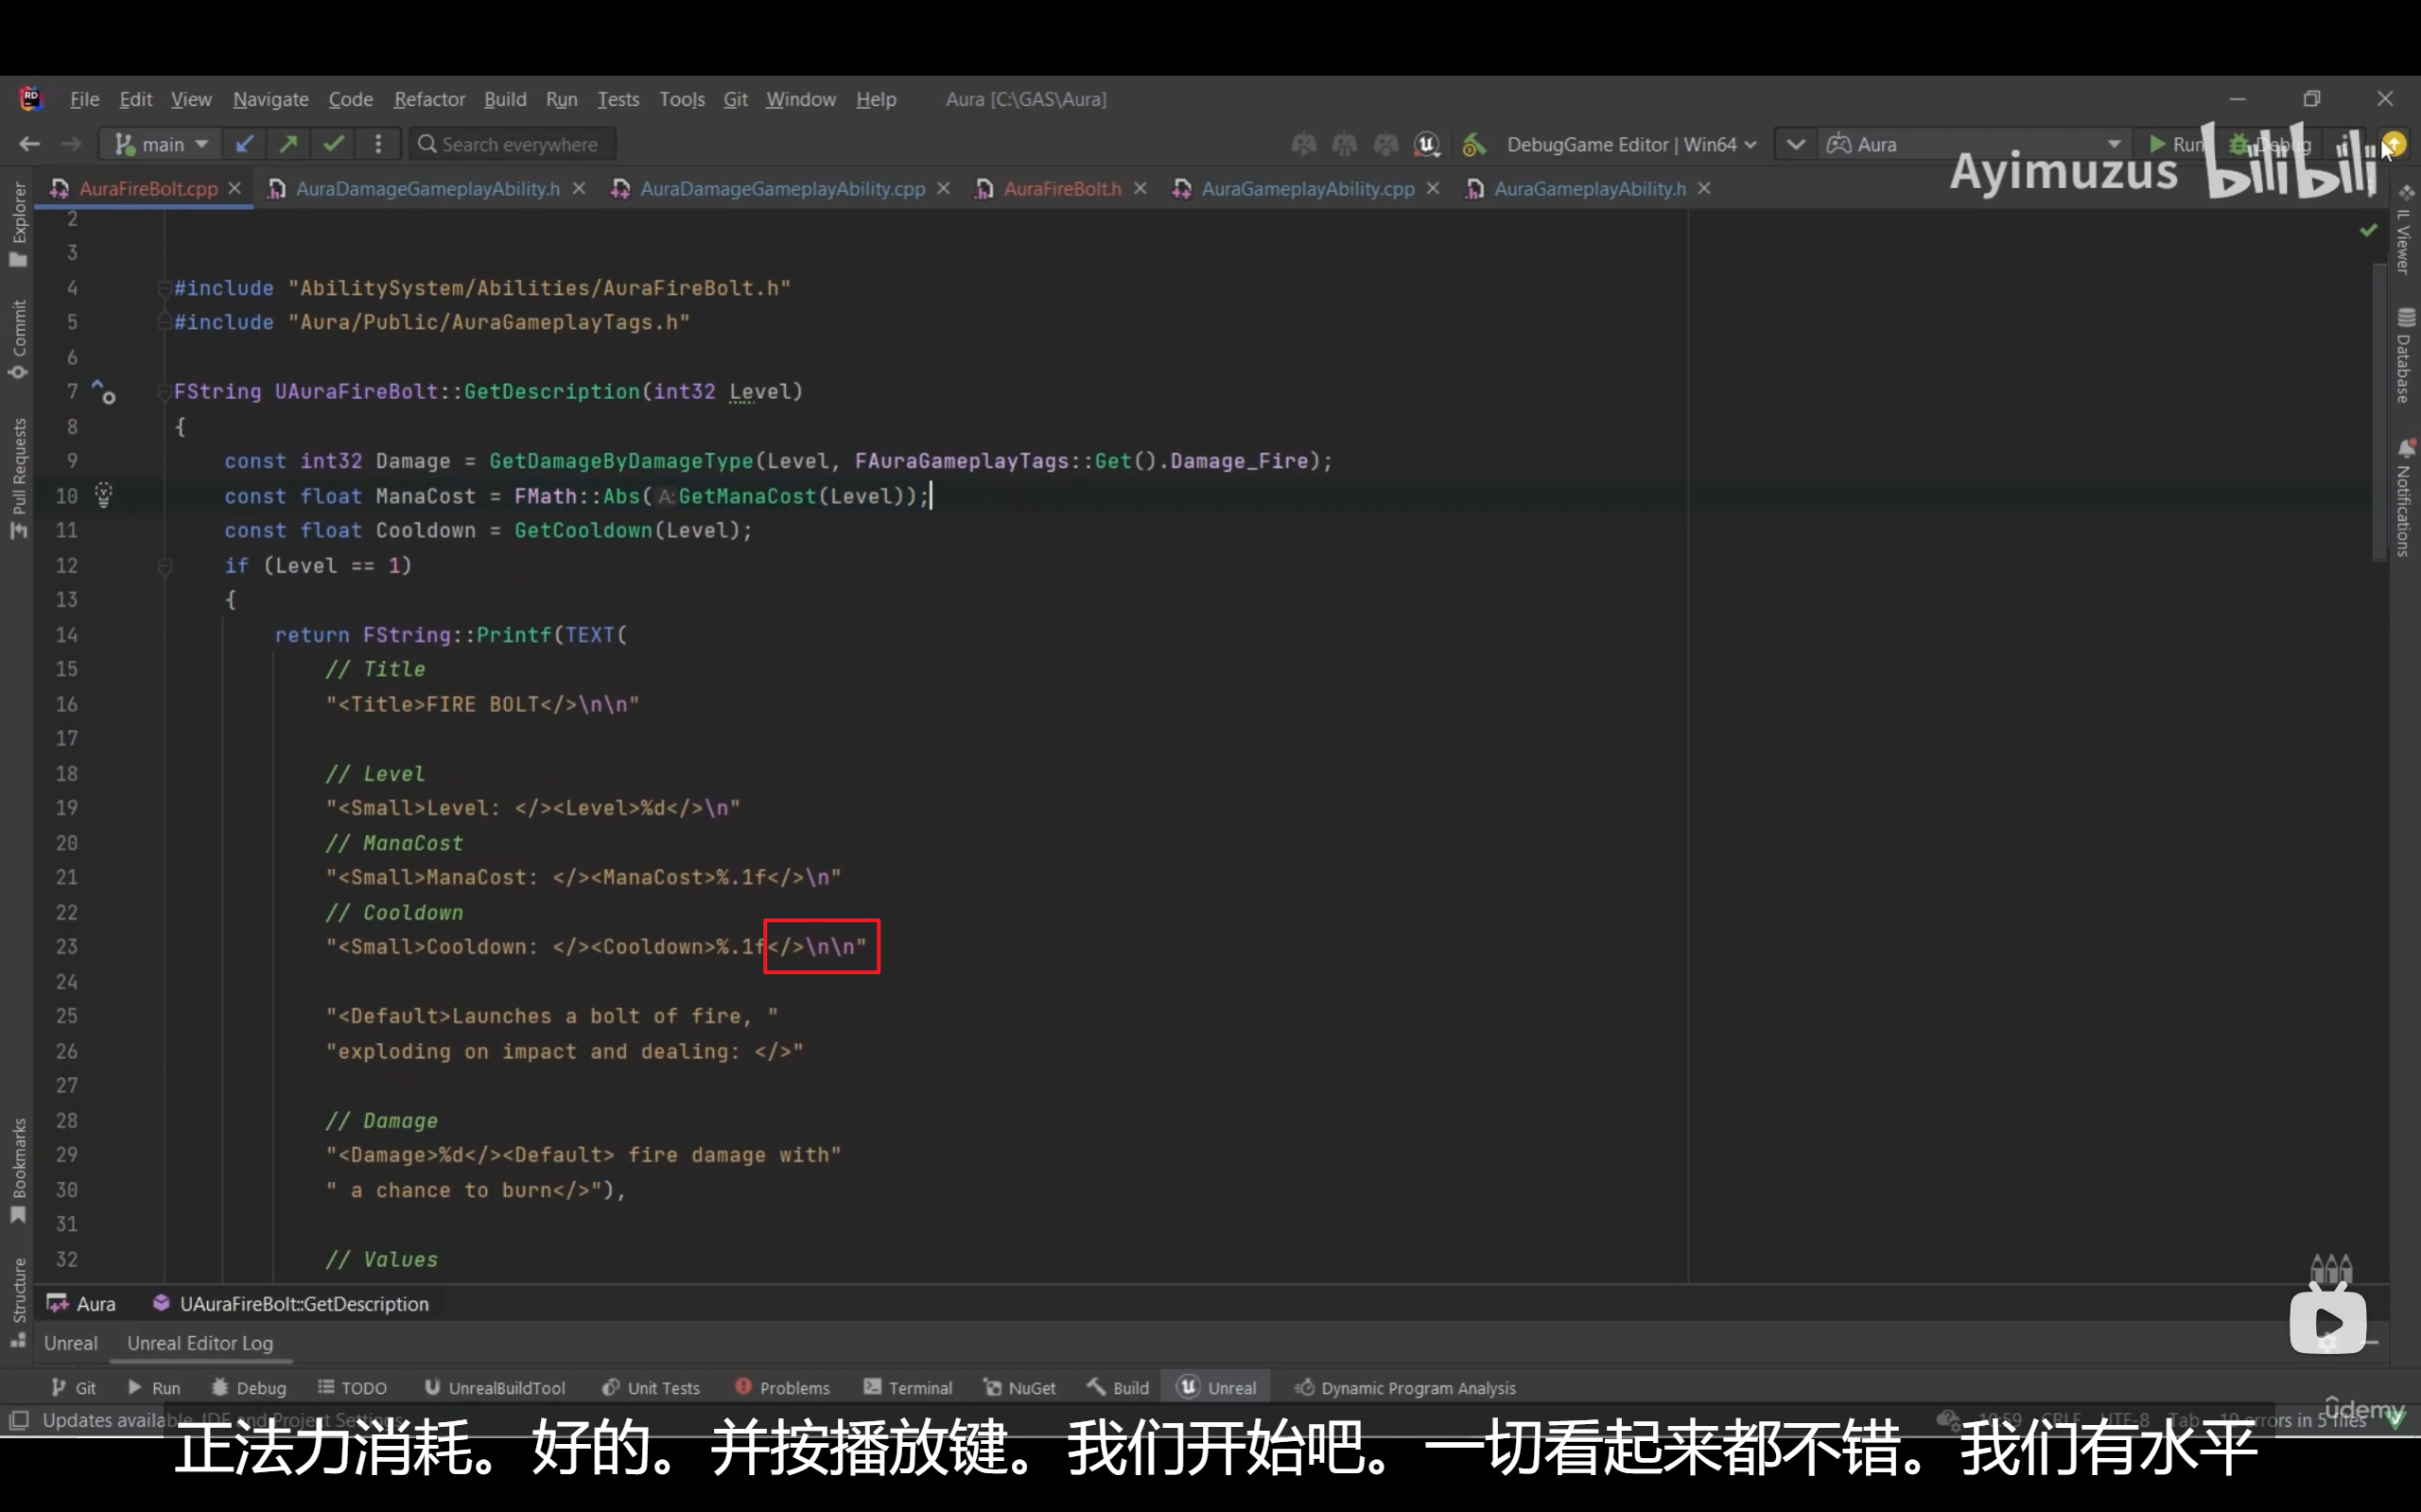 File Edit View Navigate Code Refactor Build Run Tests Tools Git Window Help Aura [C:\GAS\Aura]
main Search everywhere DebugGame Editor | Win64 Aura Run Debug
Ayimuzus bilibili
AuraFireBolt.cpp AuraDamageGameplayAbility.h AuraDamageGameplayAbility.cpp AuraFireBolt.h AuraGameplayAbility.cpp AuraGameplayAbility.h
Explorer
Commit
Pull Requests
Bookmarks
Structure
IL Viewer
Database
Notifications
2
3
4 #include "AbilitySystem/Abilities/AuraFireBolt.h"
5 #include "Aura/Public/AuraGameplayTags.h"
6
7 FString UAuraFireBolt::GetDescription(int32 Level)
8 {
9 const int32 Damage = GetDamageByDamageType(Level, FAuraGameplayTags::Get().Damage_Fire);
10 const float ManaCost = FMath::Abs( A: GetManaCost(Level));
11 const float Cooldown = GetCooldown(Level);
12 if (Level == 1)
13 {
14 return FString::Printf(TEXT(
15 // Title
16 "<Title>FIRE BOLT</>\n\n"
17
18 // Level
19 "<Small>Level: </><Level>%d</>\n"
20 // ManaCost
21 "<Small>ManaCost: </><ManaCost>%.1f</>\n"
22 // Cooldown
23 "<Small>Cooldown: </><Cooldown>%.1f</>\n\n"
24
25 "<Default>Launches a bolt of fire, "
26 "exploding on impact and dealing: </>"
27
28 // Damage
29 "<Damage>%d</><Default> fire damage with"
30 " a chance to burn</>"),
31
32 // Values
Aura UAuraFireBolt::GetDescription
Unreal Unreal Editor Log
Git Run Debug TODO UnrealBuildTool Unit Tests Problems Terminal NuGet Build Unreal Dynamic Program Analysis
Updates available IDE and Project Settings 10:59 CRLF UTF-8 Tab 10 errors in 5 files
udemy
正法力消耗。好的。并按播放键。我们开始吧。一切看起来都不错。我们有水平